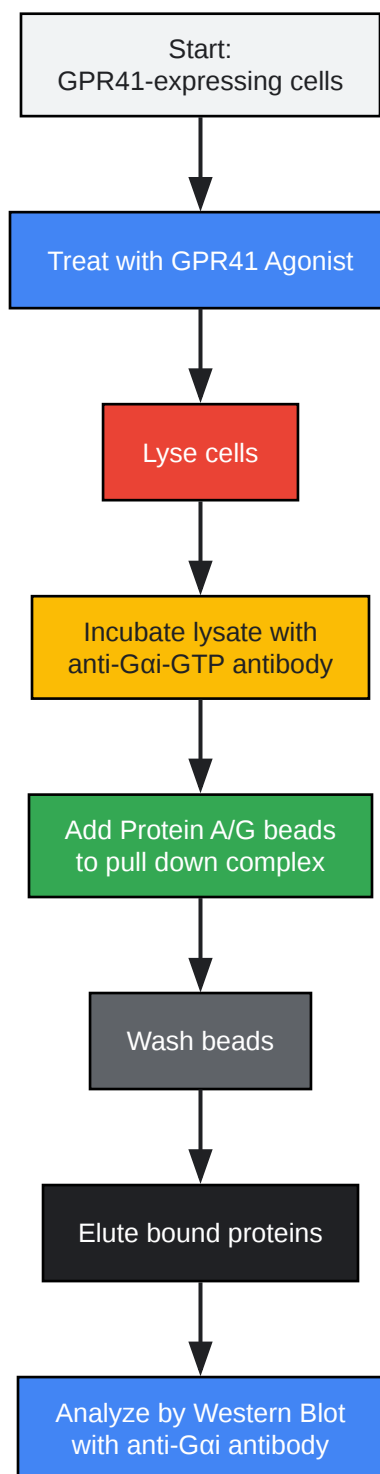 Start:
GPR41-expressing cells
Treat with GPR41 Agonist
Lyse cells
Incubate lysate with
anti-Gαi-GTP antibody
Add Protein A/G beads
to pull down complex
Wash beads
Elute bound proteins
Analyze by Western Blot
with anti-Gαi antibody